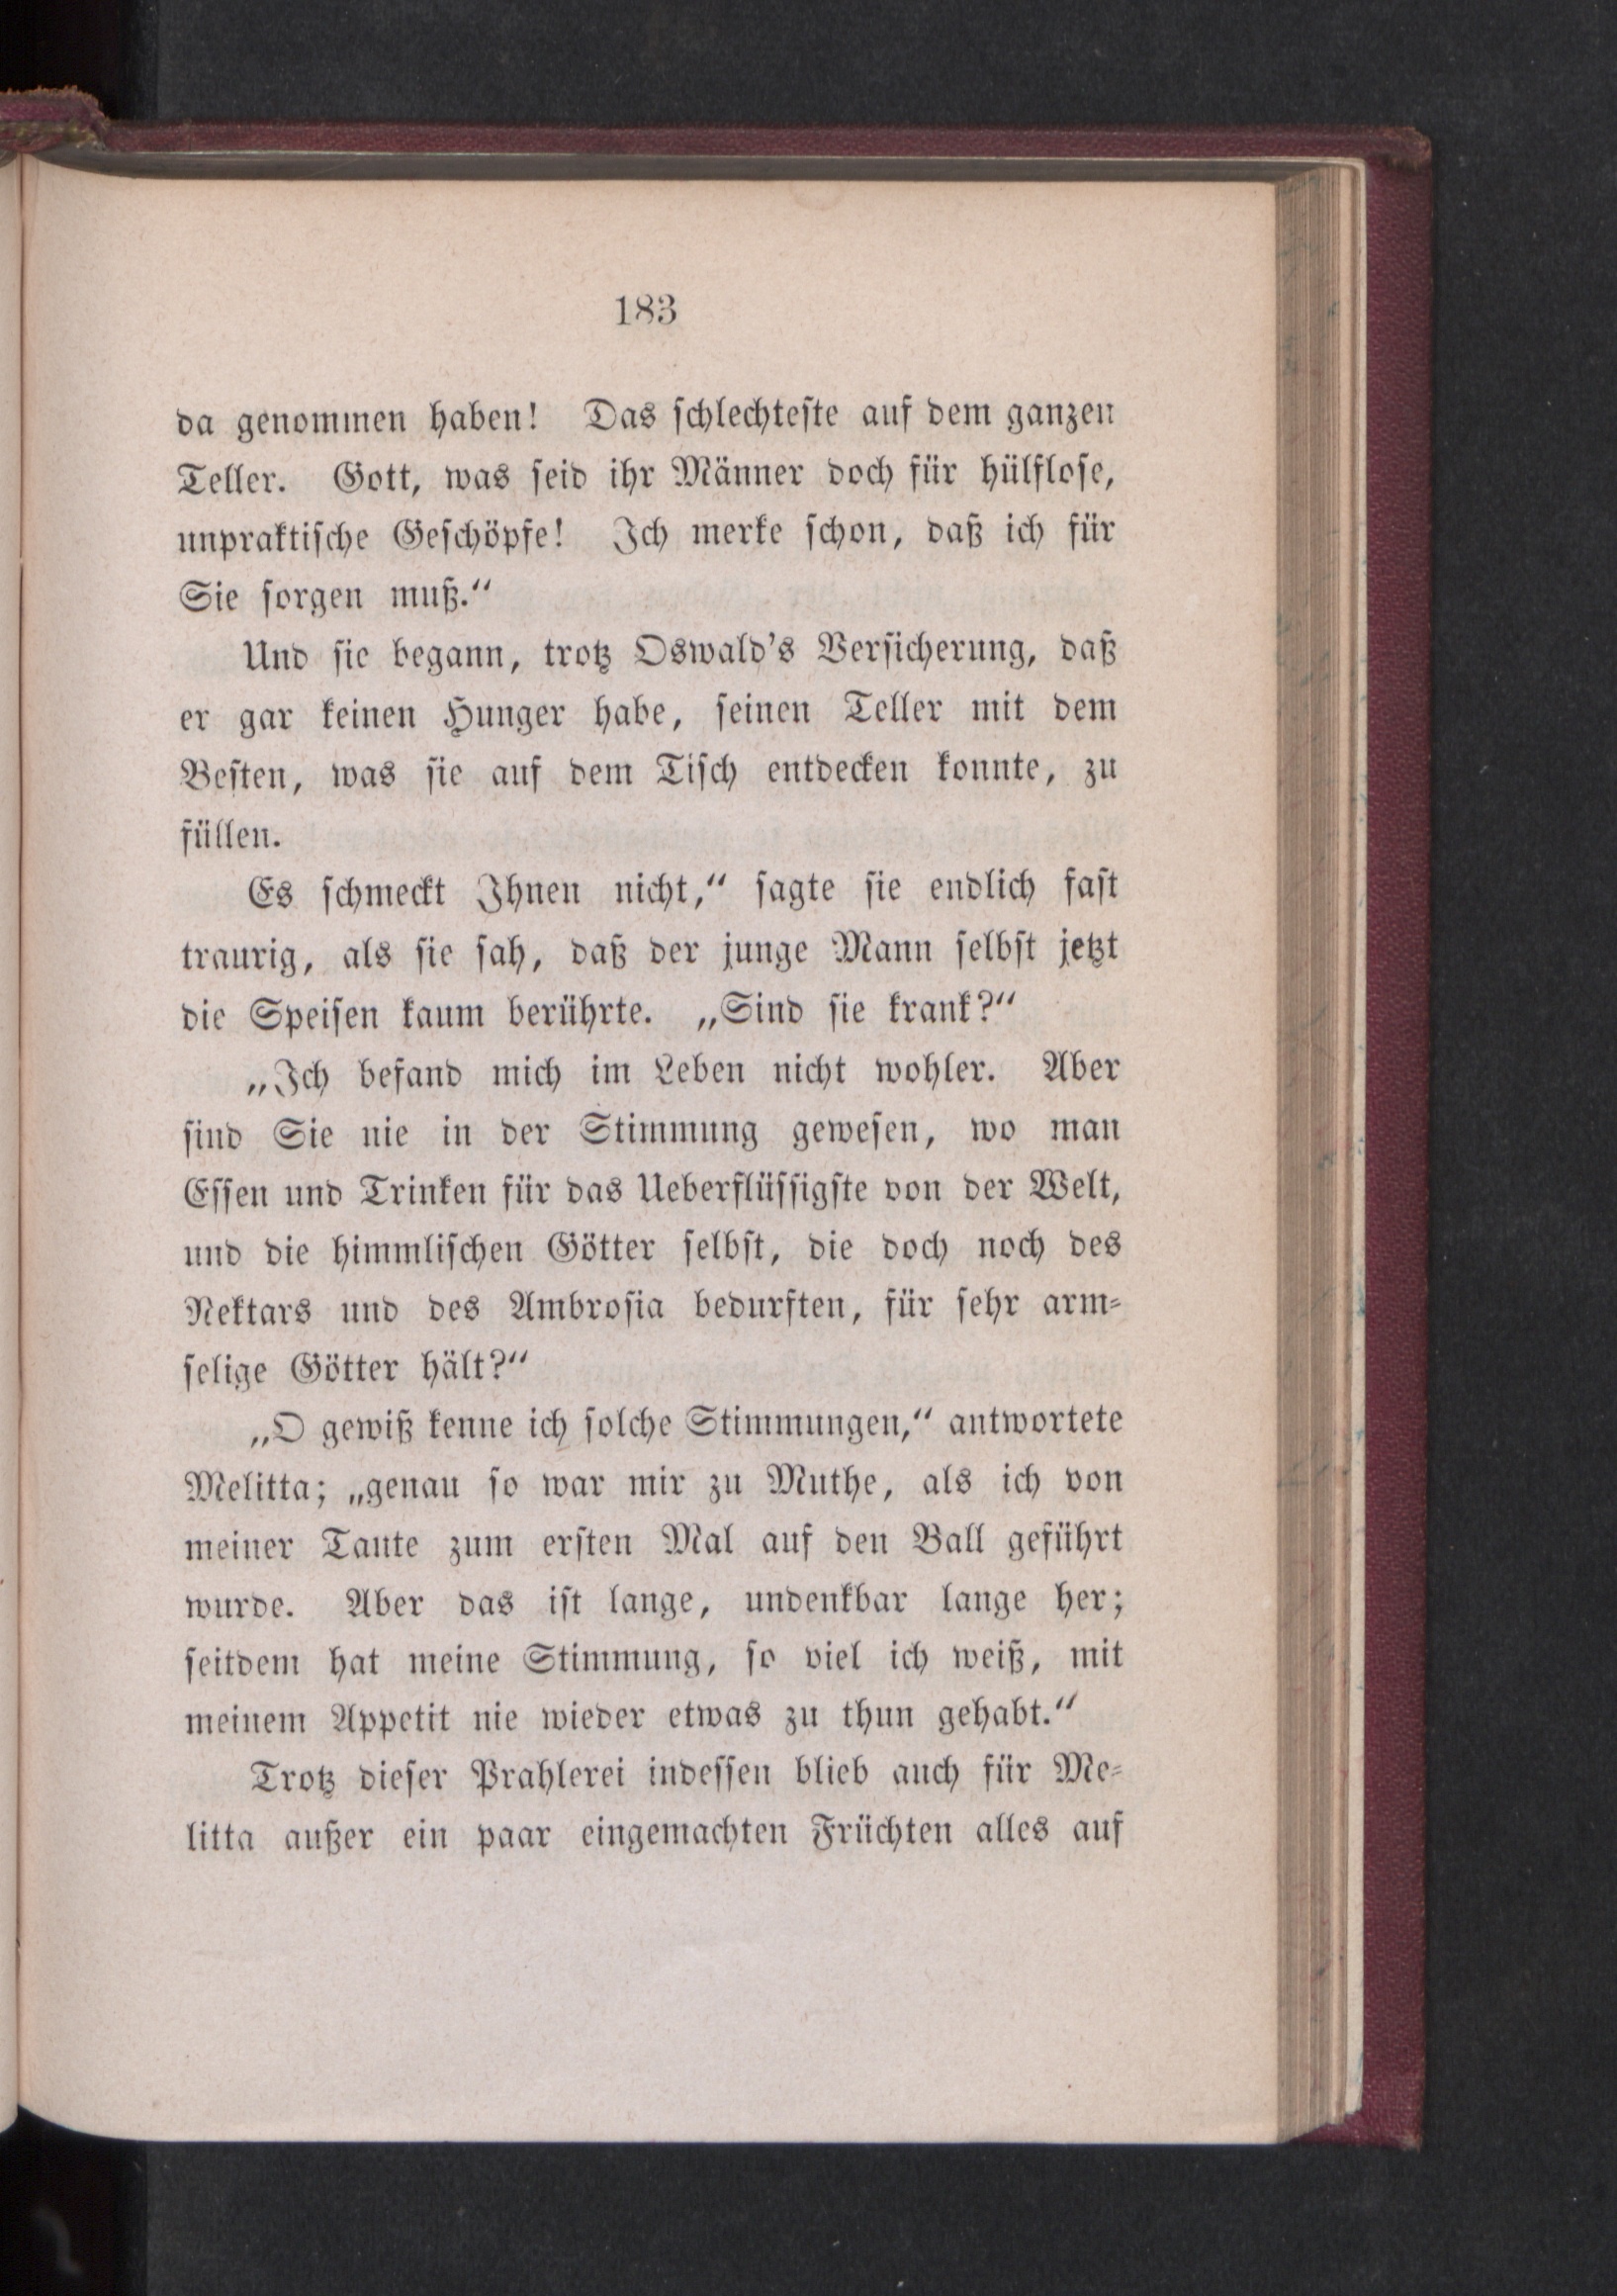 183
da genommen haben! Das schlechteste auf dem ganzen
Teller. Gott, was seid ihr Männer doch für hülflose,
unpraktische Geschöpfe! Ich merke schon, daß ich für
Sie sorgen muß.“
Und sie begann, trotz Oswald’s Versicherung, daß
er gar keinen Hunger habe, seinen Teller mit dem
Besten, was sie auf dem Tisch entdecken konnte, zu
füllen.
Es schmeckt Ihnen nicht,“ sagte sie endlich fast
traurig, als sie sah, daß der junge Mann selbst jetzt
die Speisen kaum berührte. „Sind sie krank?“
„Ich befand mich im Leben nicht wohler. Aber
sind Sie nie in der Stimmung gewesen, wo man
Essen und Trinken für das Ueberflüssigste von der Welt,
und die himmlischen Götter selbst, die doch noch des
Nektars und des Ambrosia bedurften, für sehr arm-
selige Götter hält?“
„O gewiß kenne ich solche Stimmungen,“ antwortete
Melitta; „genau so war mir zu Muthe, als ich von
meiner Tante zum ersten Mal auf den Ball geführt
wurde. Aber das ist lange, undenkbar lange her;
seitdem hat meine Stimmung, so viel ich weiß, mit
meinem Appetit nie wieder etwas zu thun gehabt.“
Trotz dieser Prahlerei indessen blieb auch für Me-
litta außer ein paar eingemachten Früchten alles auf